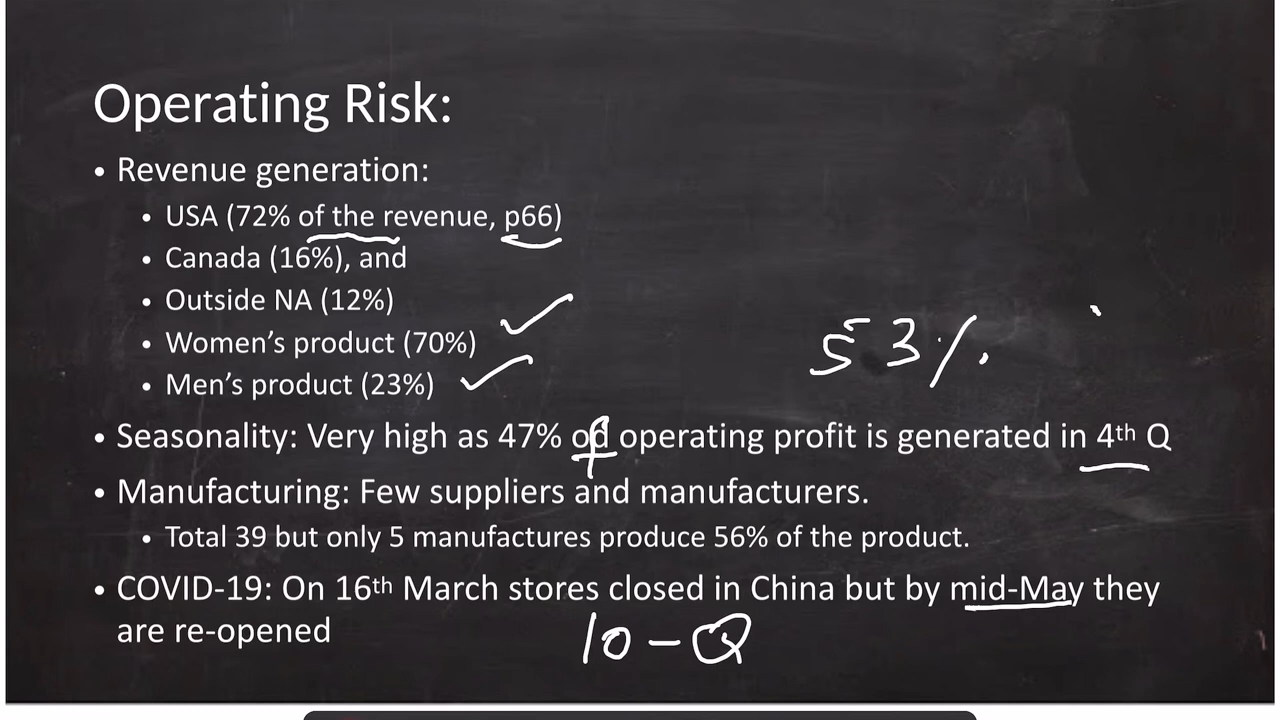 Operating Risk:
• Revenue generation:
• USA (72% of the revenue, p66)
• Canada (16%), and
• Outside NA (12%)
• Women's product (70%)
53%
• Men's product (23%)
• Seasonality: Very high as 47% of operating profit is generated in 4th Q
• Manufacturing: Few suppliers and manufacturers.
• Total 39 but only 5 manufactures produce 56% of the product.
• COVID-19: On 16th March stores closed in China but by mid-May they
are re-opened
10-Q